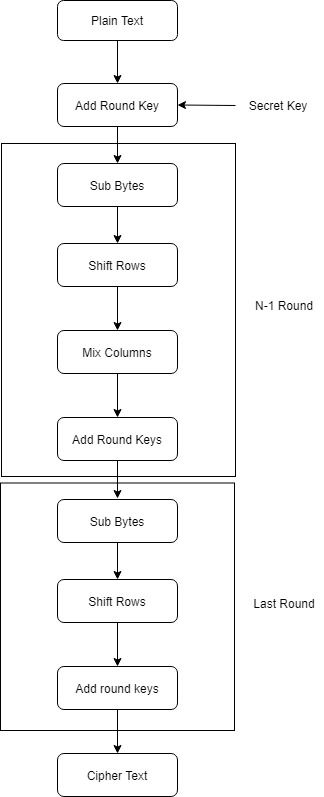 Plain Text
Add Round Key
Secret Key
Sub Bytes
Shift Rows
N-1 Round
Mix Columns
Add Round Keys
Sub Bytes
Shift Rows
Last Round
Add round keys
Cipher Text